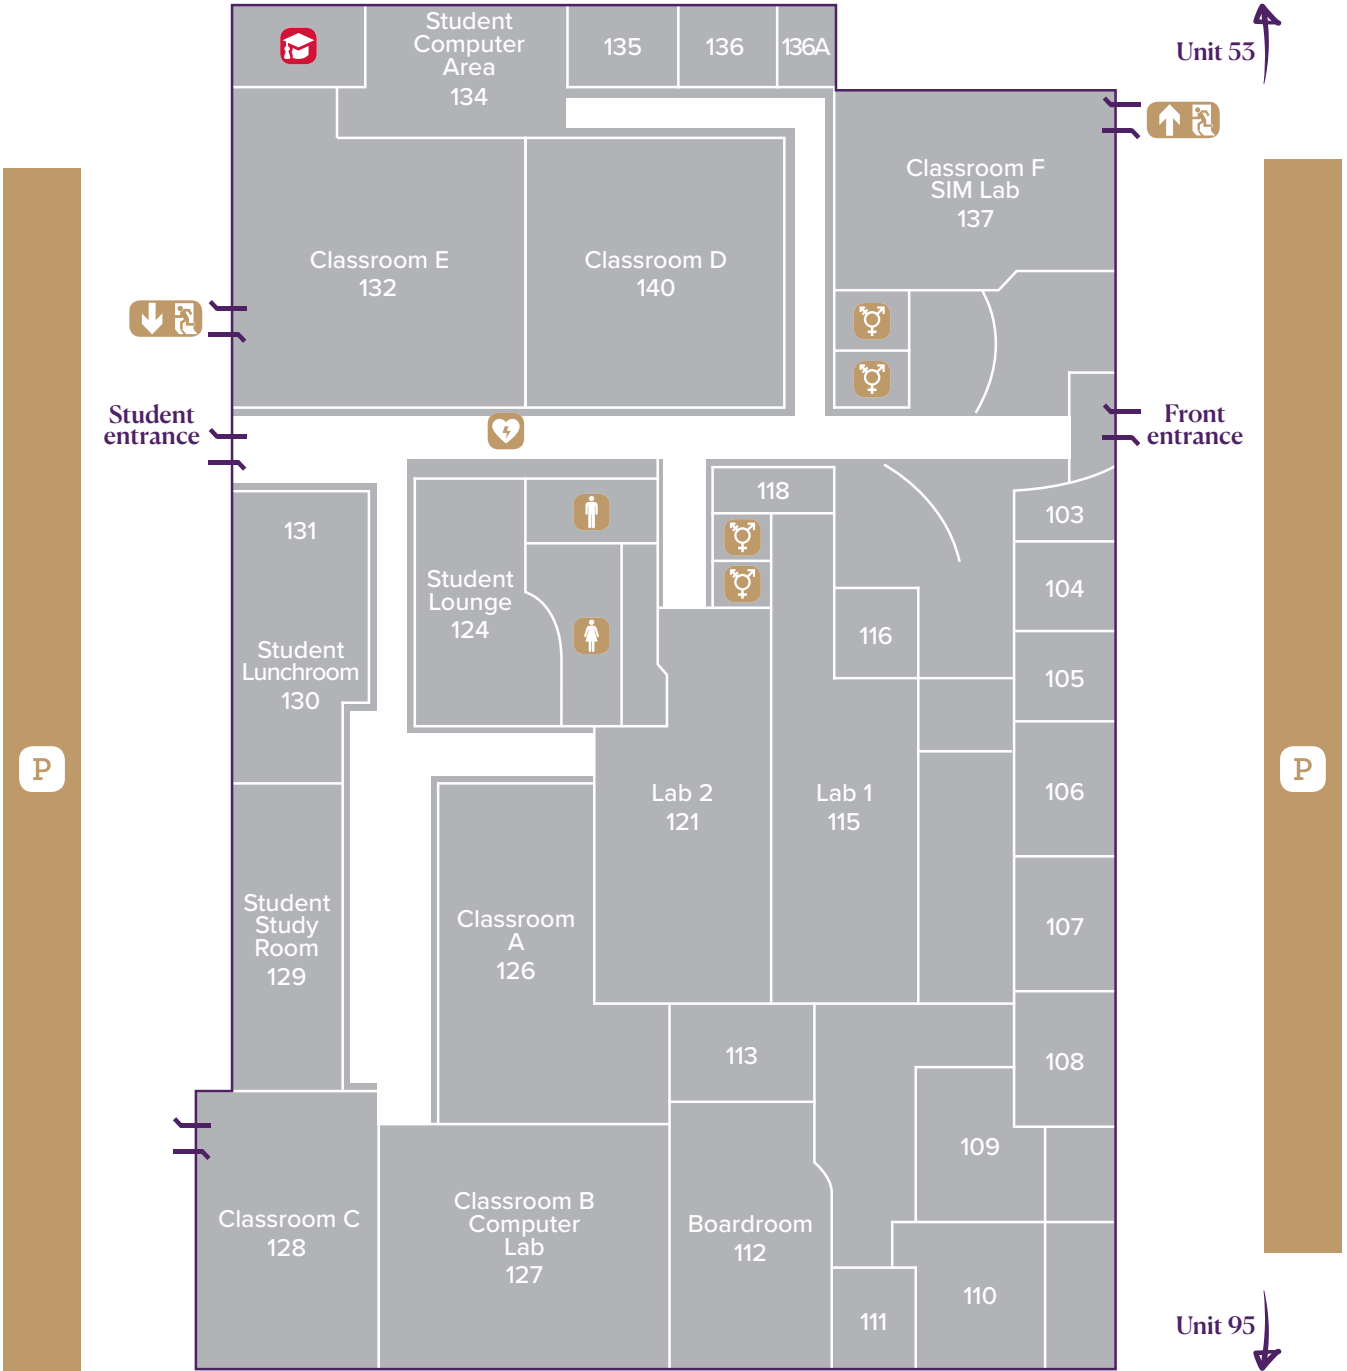 Student
Computer
Area
134
135
136
136A
Unit 53
Classroom F
SIM Lab
137
Classroom E
132
Classroom D
140
Student
entrance
Front
entrance
131
118
103
Student
Lounge
124
104
116
Student
Lunchroom
130
105
P
Lab 2
121
Lab 1
115
106
P
Student
Study
Room
129
Classroom
A
126
107
113
108
109
Classroom C
128
Classroom B
Computer
Lab
127
Boardroom
112
110
111
Unit 95